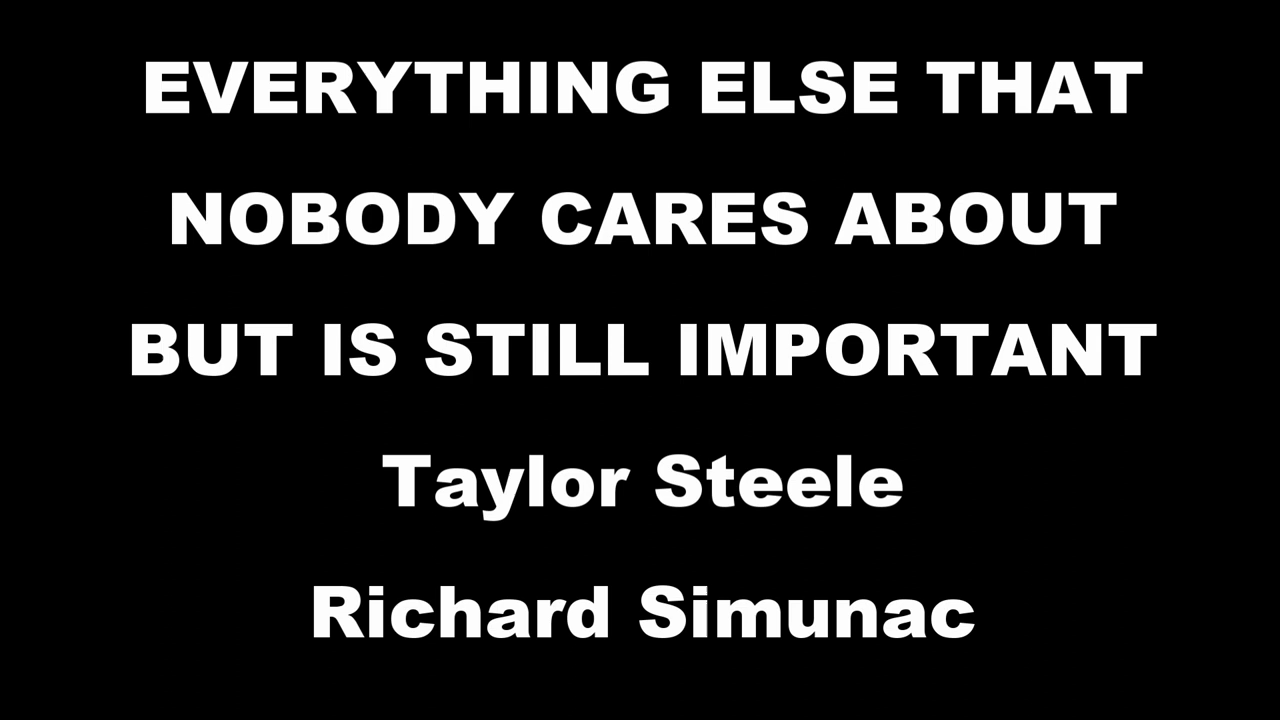 EVERYTHING ELSE THAT
NOBODY CARES ABOUT
BUT IS STILL IMPORTANT
Taylor Steele
Richard Simunac